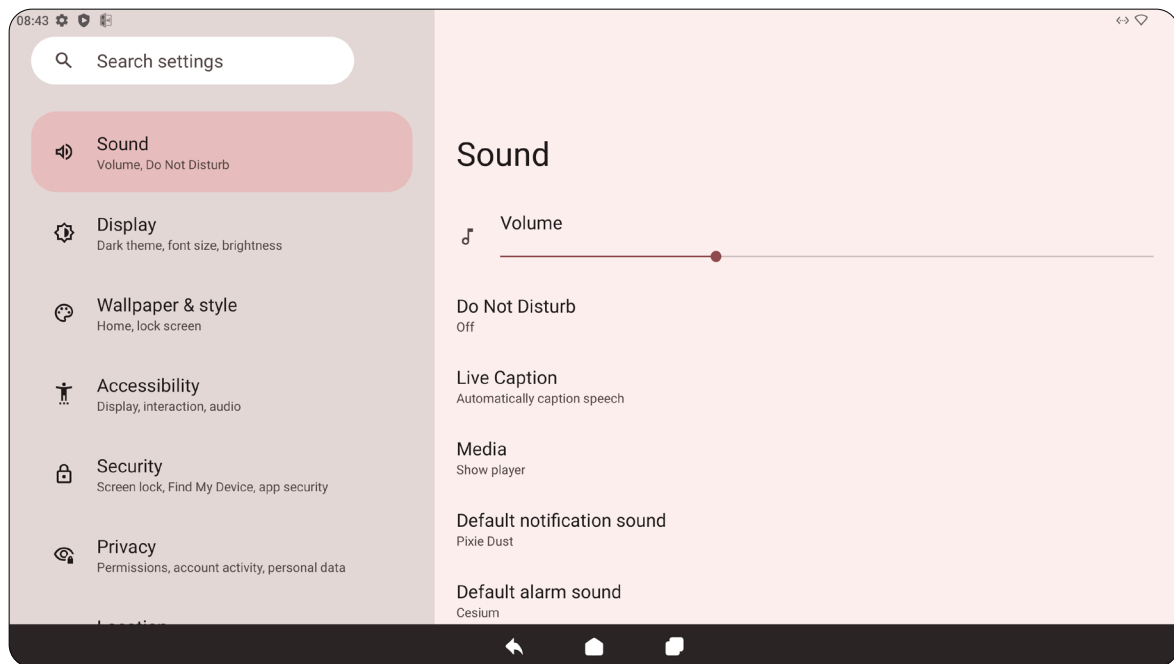 08:43
Search settings
Sound
Volume, Do Not Disturb
Display
Dark theme, font size, brightness
Wallpaper & style
Home, lock screen
Accessibility
Display, interaction, audio
Security
Screen lock, Find My Device, app security
Privacy
Permissions, account activity, personal data
Location
Sound
Volume
Do Not Disturb
Off
Live Caption
Automatically caption speech
Media
Show player
Default notification sound
Pixie Dust
Default alarm sound
Cesium